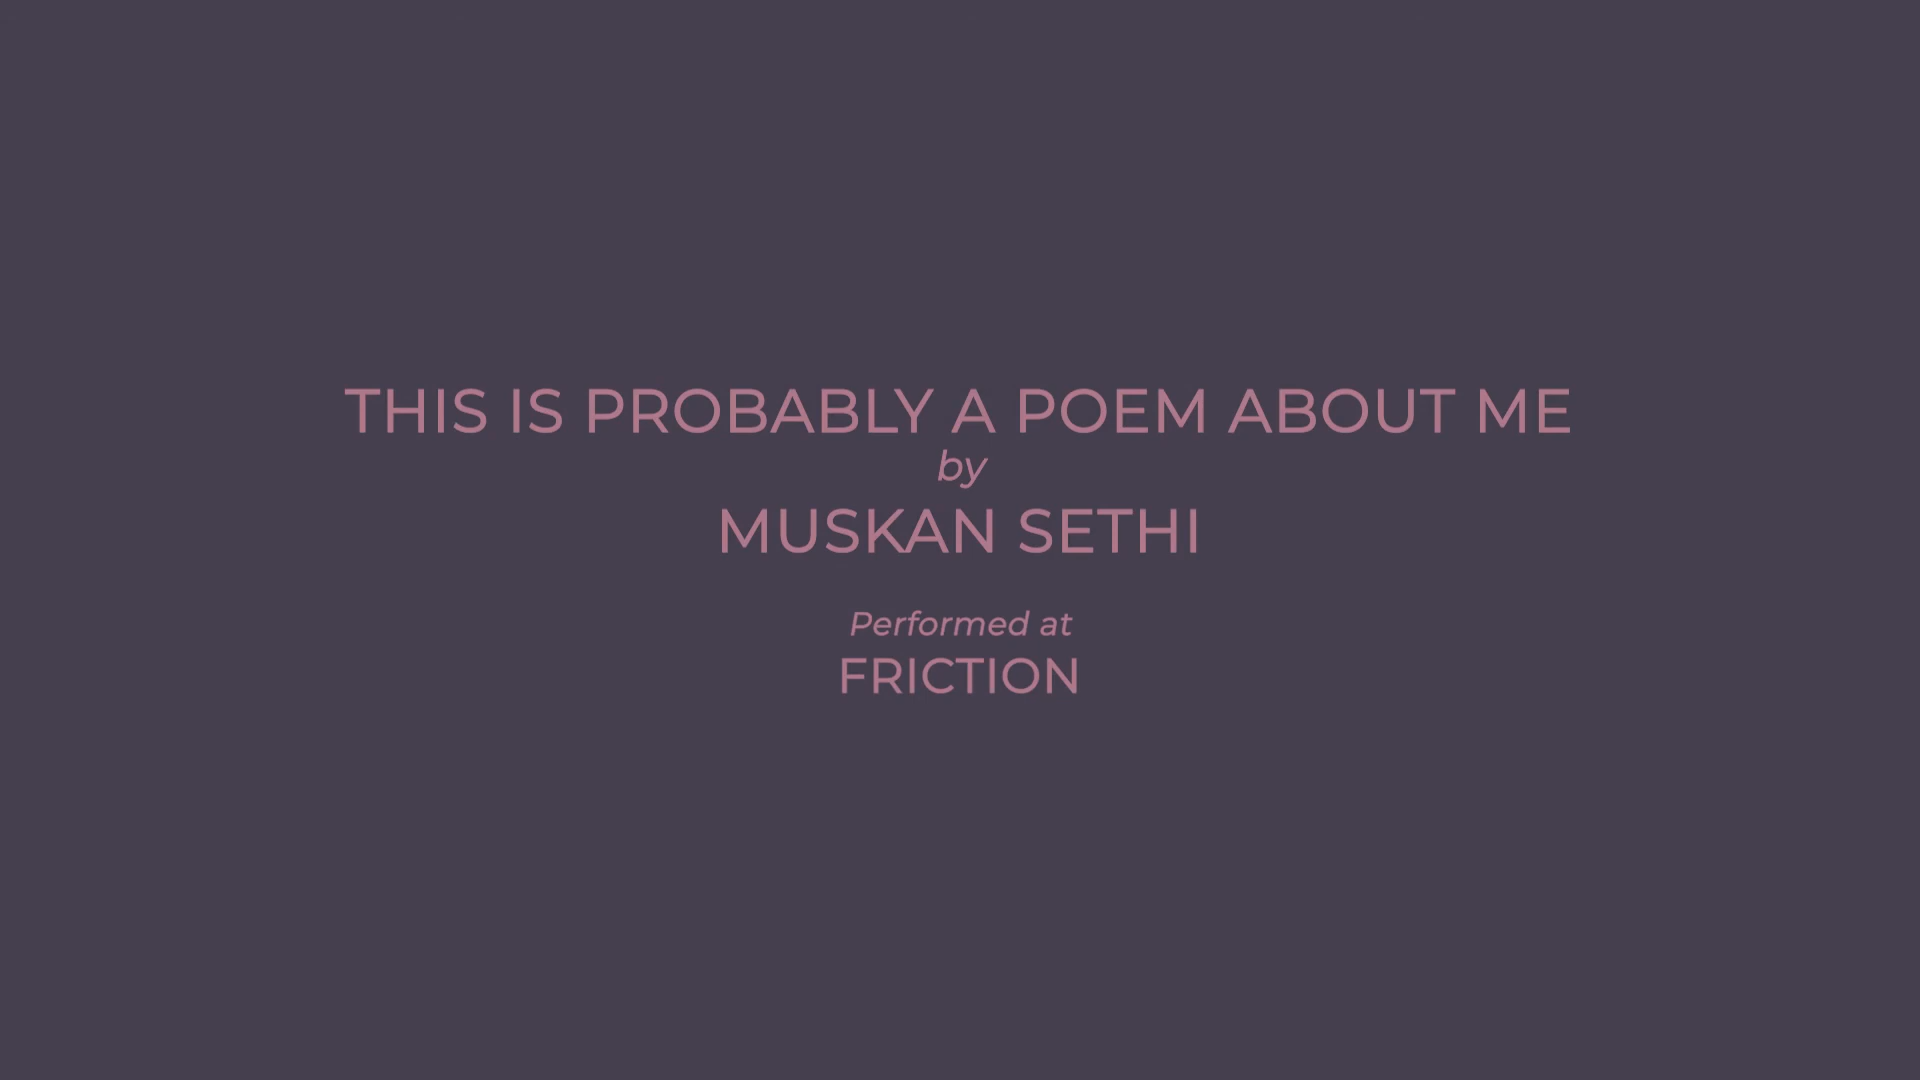 THIS IS PROBABLY A POEM ABOUT ME
by
MUSKAN SETHI
Performed at
FRICTION